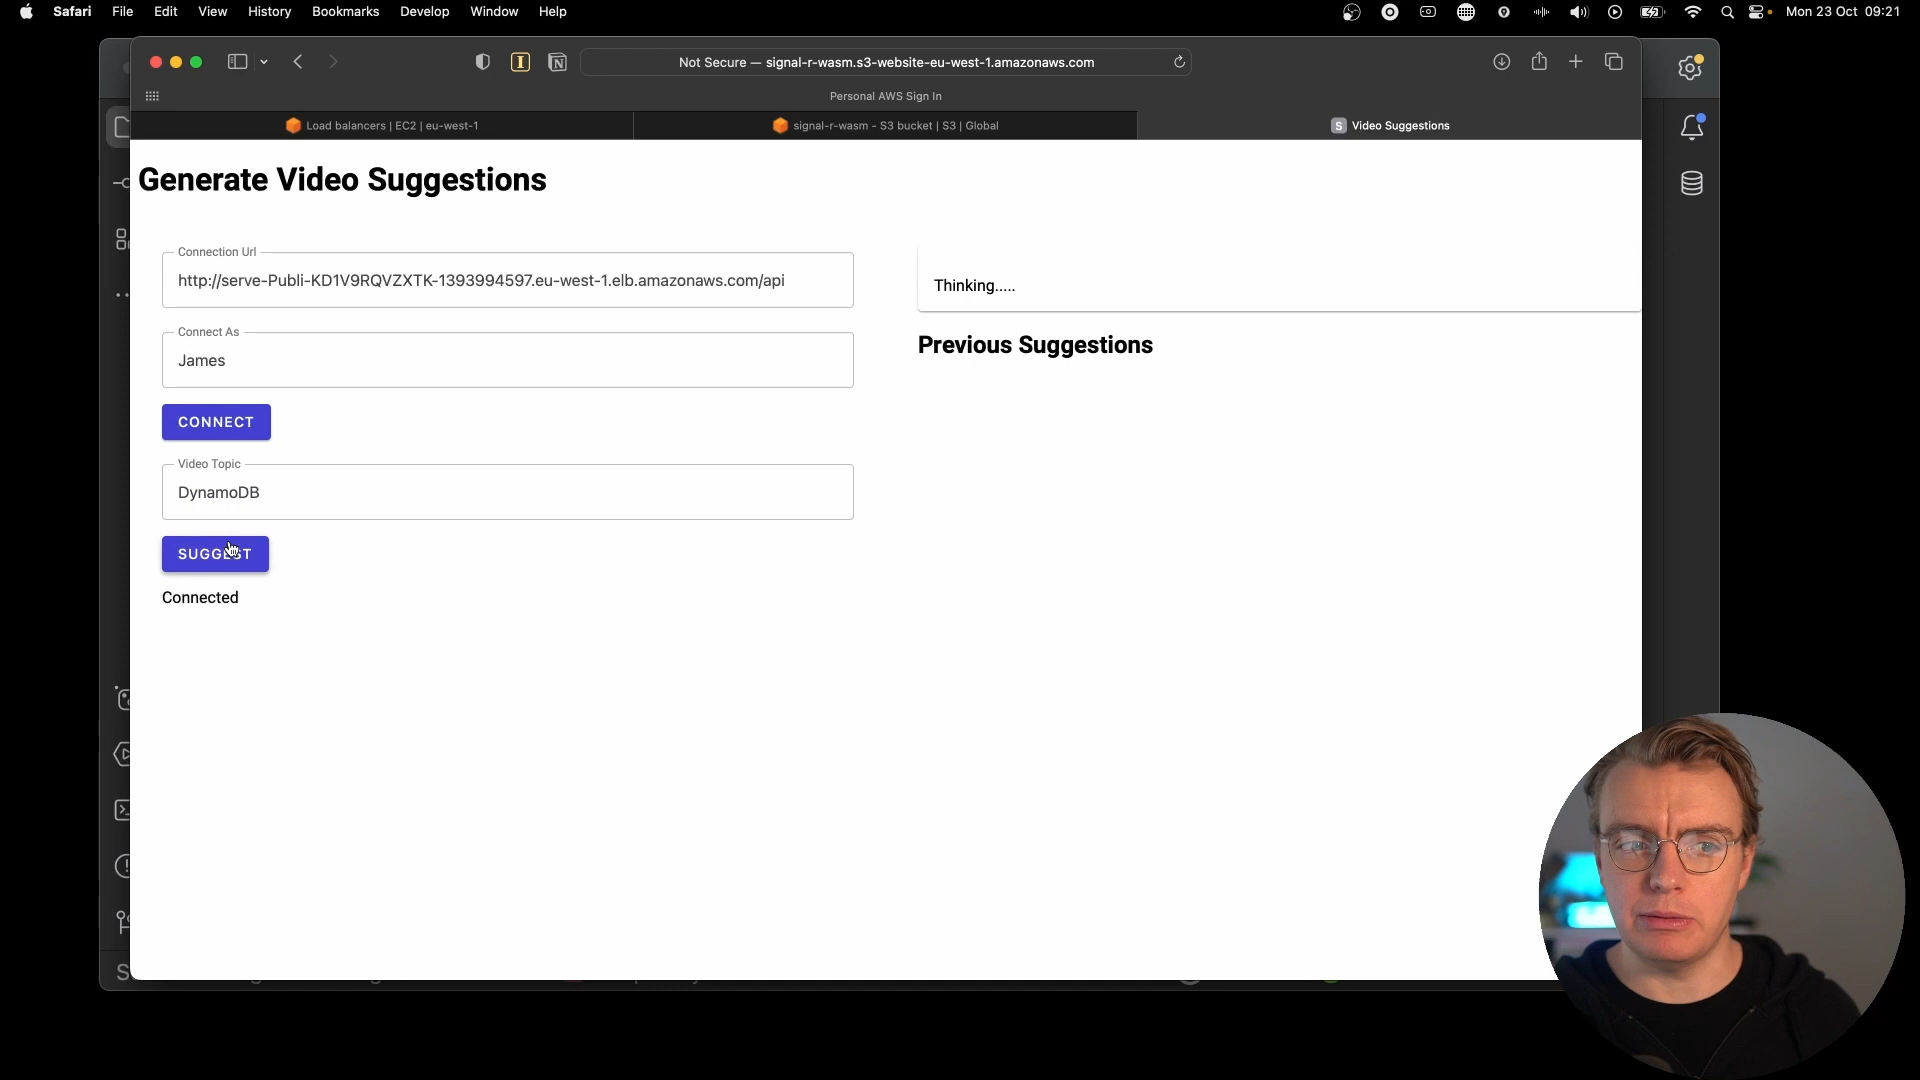 Safari File Edit View History Bookmarks Develop Window Help
Mon 23 Oct 09:21
Not Secure — signal-r-wasm.s3-website-eu-west-1.amazonaws.com
Personal AWS Sign In
Load balancers | EC2 | eu-west-1
signal-r-wasm - S3 bucket | S3 | Global
S Video Suggestions
Generate Video Suggestions
Connection Url
http://serve-Publi-KD1V9RQVZXTK-1393994597.eu-west-1.elb.amazonaws.com/api
Thinking.....
Connect As
James
Previous Suggestions
CONNECT
Video Topic
DynamoDB
SUGGEST
Connected